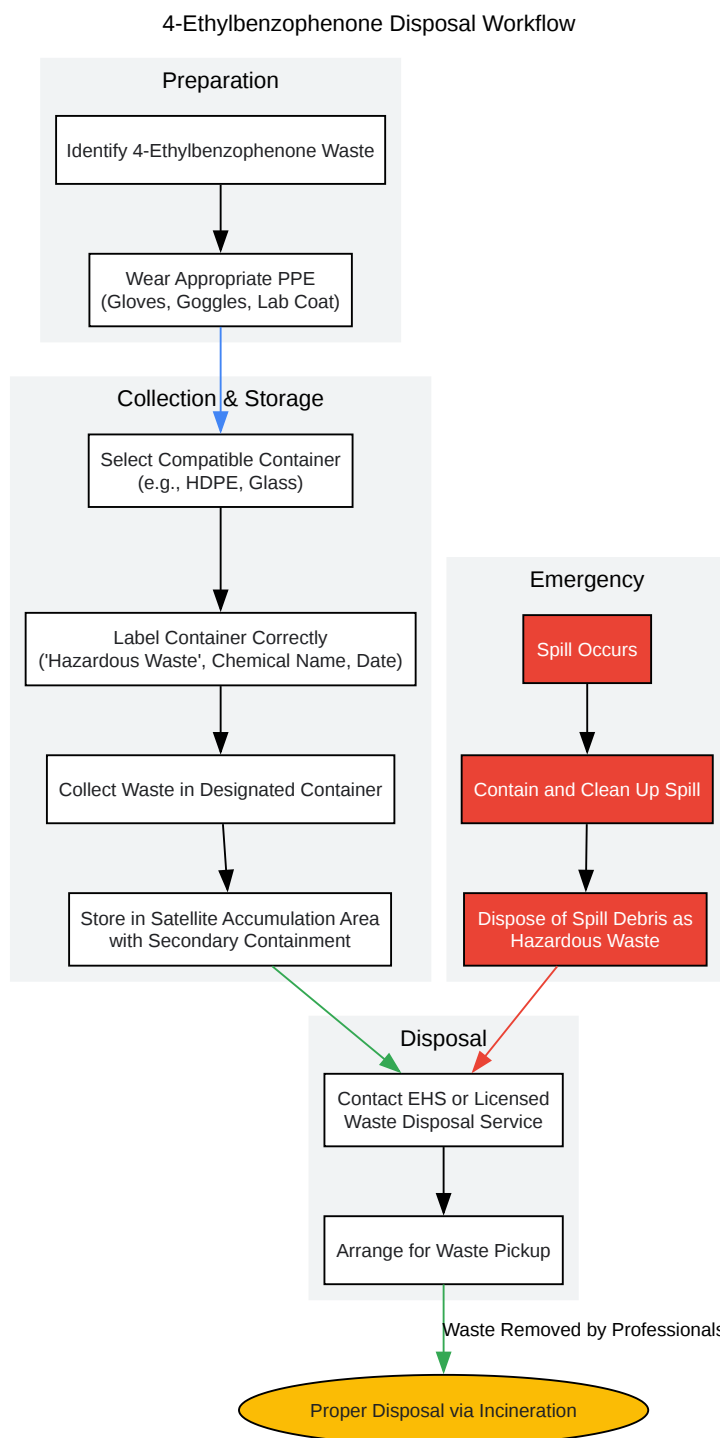 4-Ethylbenzophenone Disposal Workflow
Preparation
Identify 4-Ethylbenzophenone Waste
Wear Appropriate PPE
(Gloves, Goggles, Lab Coat)
Collection & Storage
Select Compatible Container
(e.g., HDPE, Glass)
Label Container Correctly
('Hazardous Waste', Chemical Name, Date)
Collect Waste in Designated Container
Store in Satellite Accumulation Area
with Secondary Containment
Emergency
Spill Occurs
Contain and Clean Up Spill
Dispose of Spill Debris as
Hazardous Waste
Disposal
Contact EHS or Licensed
Waste Disposal Service
Arrange for Waste Pickup
Waste Removed by Professionals
Proper Disposal via Incineration